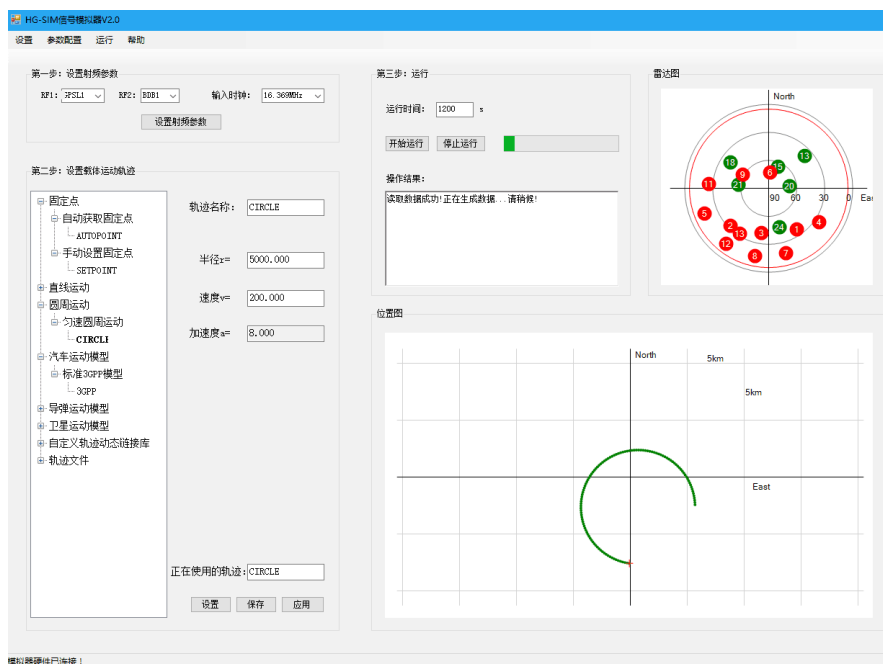 HG-SIM信号模拟器V2.0
设置 参数配置 运行 帮助
第一步：设置射频参数
RF1: GPSL1 RF2: BDB1 输入时钟: 16.369MHz
设置射频参数
第二步：设置载体运动轨迹
固定点
自动获取固定点
AUTOPOINT
手动设置固定点
SETPOINT
直线运动
圆周运动
匀速圆周运动
CIRCLE
汽车运动模型
标准3GPP模型
3GPP
导弹运动模型
卫星运动模型
自定义轨迹动态链接库
轨迹文件
轨迹名称: CIRCLE
半径r= 5000.000
速度v= 200.000
加速度a= 8.000
正在使用的轨迹: CIRCLE
设置 保存 应用
第三步：运行
运行时间: 1200 s
开始运行 停止运行
操作结果:
读取数据成功!正在生成数据...请稍候!
雷达图
North
18 15 13
9 6
11 21 20
90 60 30 0 Ea
5
2 13 3 24 1 4
12
8 7
位置图
North 5km
5km
East
模拟器硬件已连接！